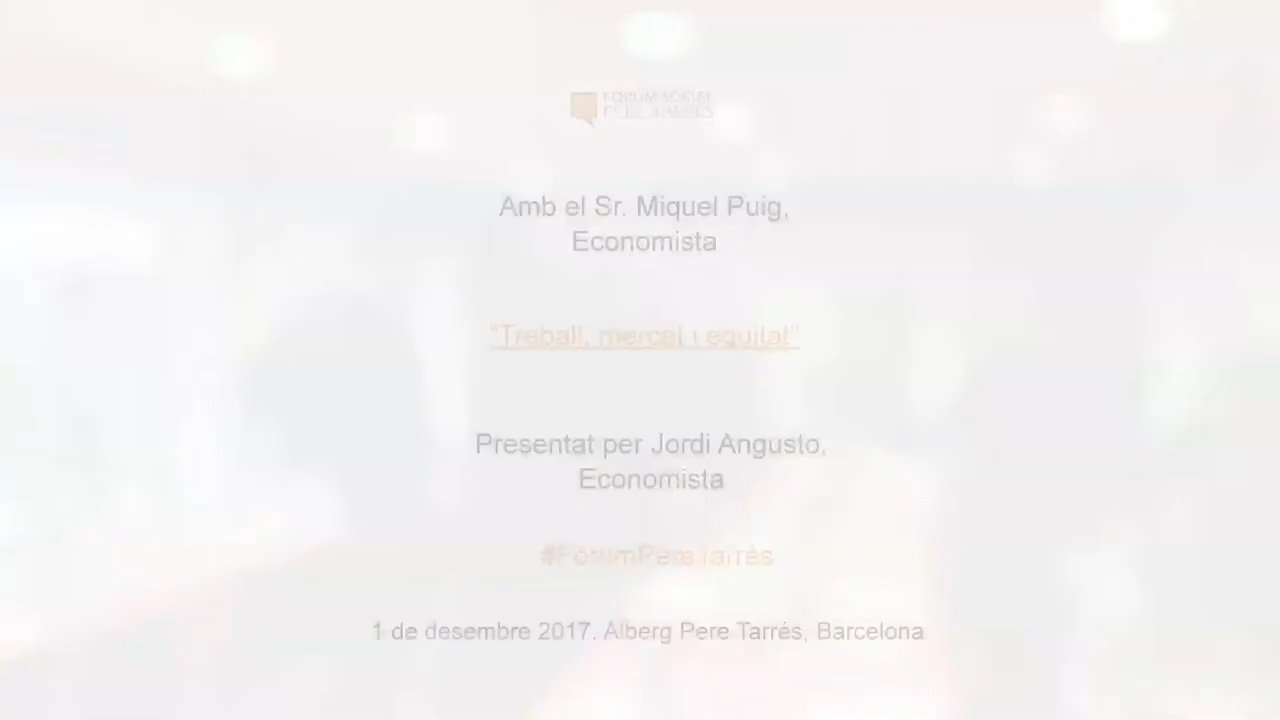 FÒRUM SOCIAL
PERE TARRÉS
Amb el Sr. Miquel Puig,
Economista
"Treball, mercat i equitat"
Presentat per Jordi Angusto,
Economista
#FòrumPereTarrés
1 de desembre 2017. Alberg Pere Tarrés, Barcelona